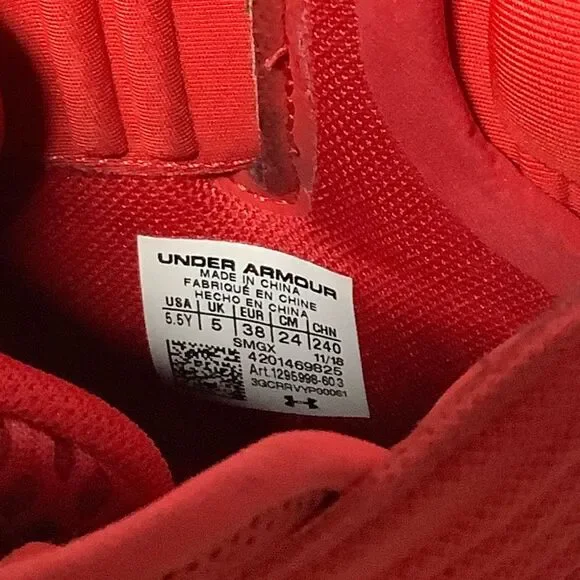 UNDER ARMOUR
MADE IN CHINA
FABRIQUÉ EN CHINE
HECHO EN CHINA
USA UK EUR CM CHN
5.5Y 5 38 24 240
SMGX 11/18
4201469825
Art.1295998-603
3GCRRVYP00061